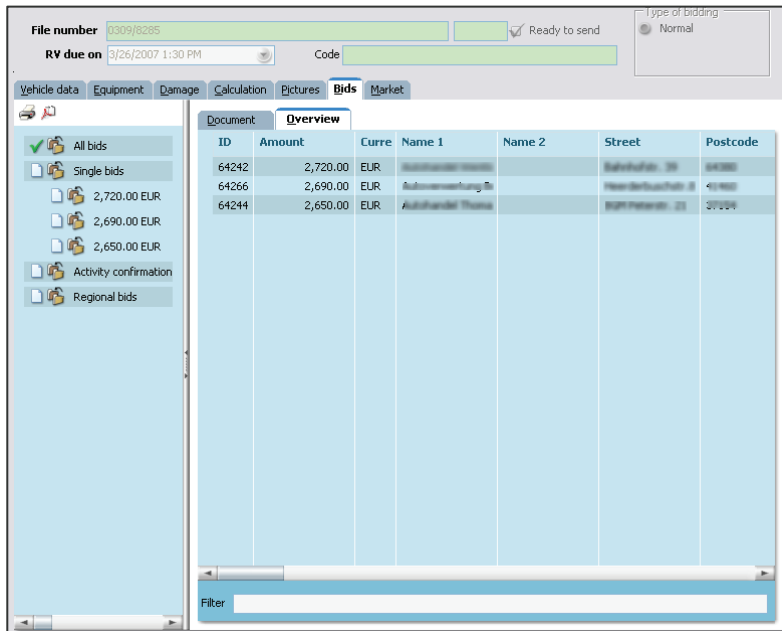 Type of bidding
File number 0309/8285 Ready to send Normal
RV due on 3/26/2007 1:30 PM Code
Vehicle data Equipment Damage Calculation Pictures Bids Market
Document Overview
All bids
Single bids
2,720.00 EUR
2,690.00 EUR
2,650.00 EUR
Activity confirmation
Regional bids
ID Amount Curre Name 1 Name 2 Street Postcode
64242 2,720.00 EUR
64266 2,690.00 EUR
64244 2,650.00 EUR
Filter